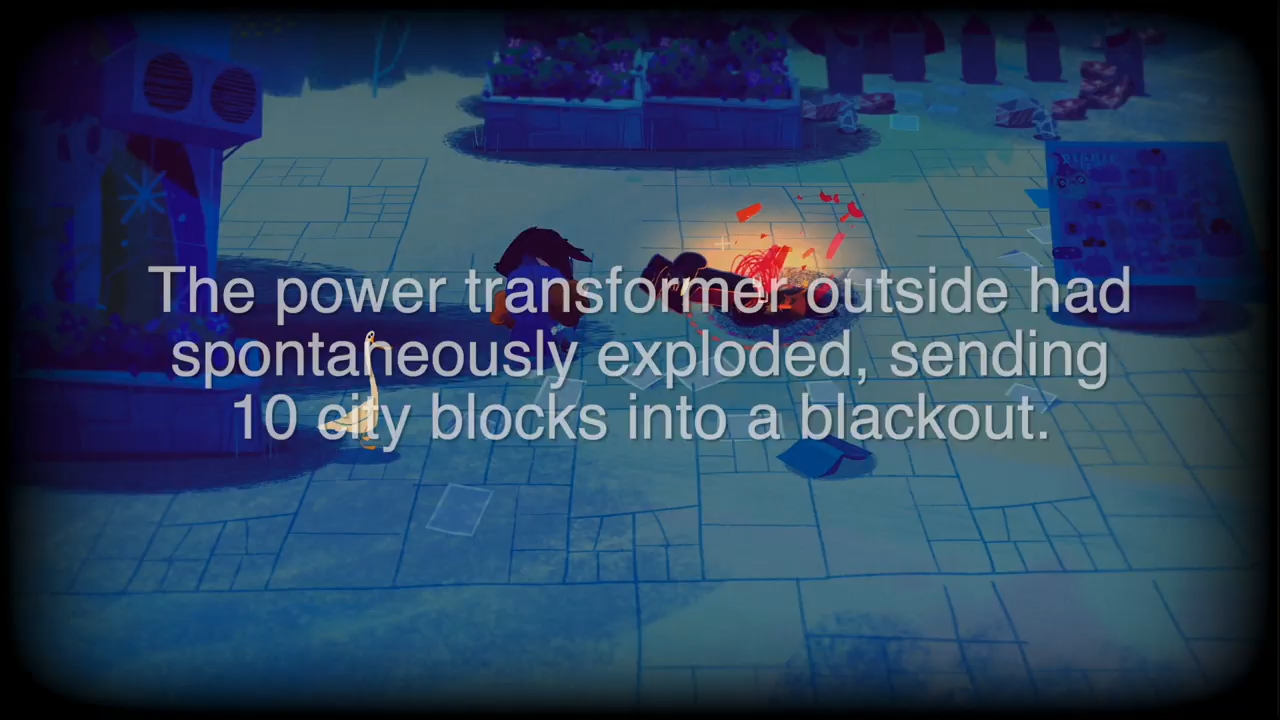 The power transformer outside had
spontaneously exploded, sending
10 city blocks into a blackout.